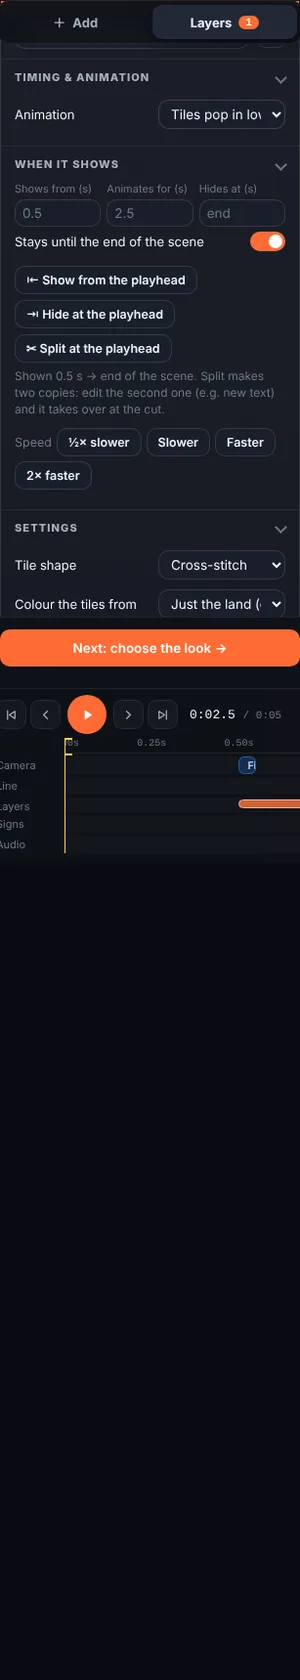 + Add
Layers 1
TIMING & ANIMATION
Animation
Tiles pop in lov
WHEN IT SHOWS
Shows from (s) Animates for (s) Hides at (s)
0.5 2.5 end
Stays until the end of the scene
⇤ Show from the playhead
⇥ Hide at the playhead
✂ Split at the playhead
Shown 0.5 s → end of the scene. Split makes
two copies: edit the second one (e.g. new text)
and it takes over at the cut.
Speed ½× slower Slower Faster
2× faster
SETTINGS
Tile shape Cross-stitch
Colour the tiles from Just the land (
Next: choose the look →
0:02.5 / 0:05
0s 0.25s 0.50s
Camera Fi
Line
Layers
Signs
Audio